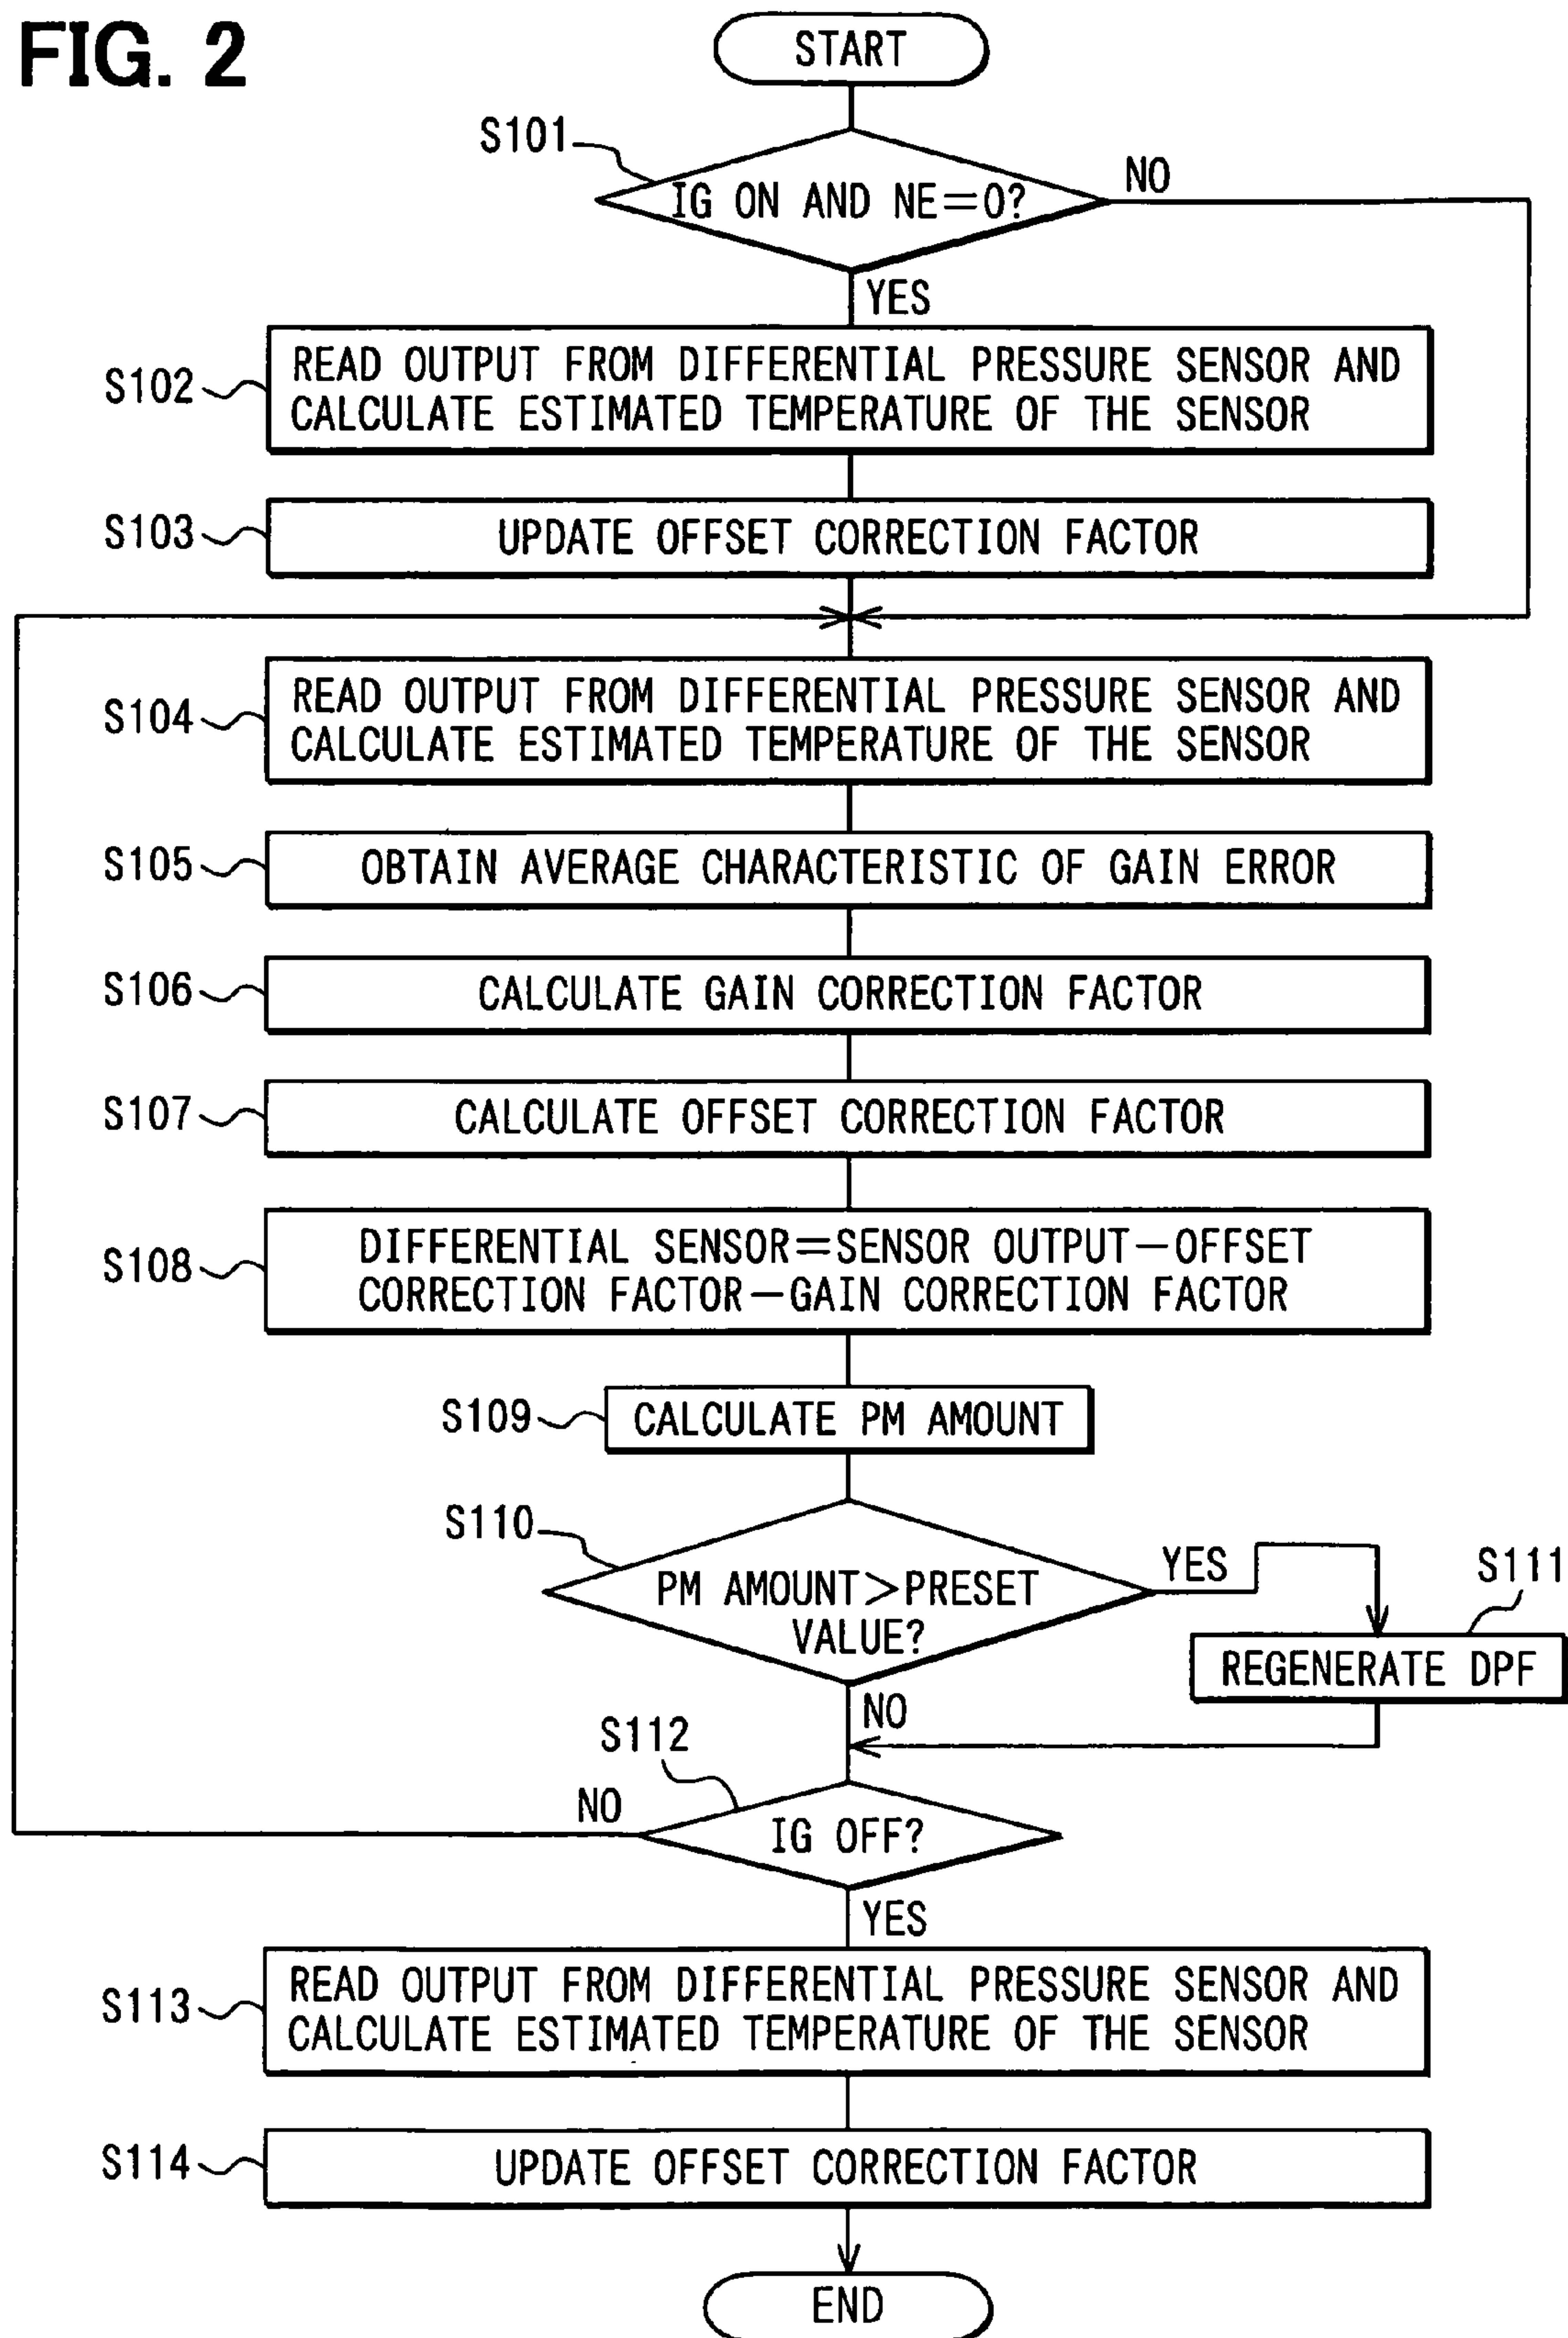 FIG. 2
START
S101
IG ON AND NE=0?
NO
YES
S102
READ OUTPUT FROM DIFFERENTIAL PRESSURE SENSOR AND
CALCULATE ESTIMATED TEMPERATURE OF THE SENSOR
S103
UPDATE OFFSET CORRECTION FACTOR
S104
READ OUTPUT FROM DIFFERENTIAL PRESSURE SENSOR AND
CALCULATE ESTIMATED TEMPERATURE OF THE SENSOR
S105
OBTAIN AVERAGE CHARACTERISTIC OF GAIN ERROR
S106
CALCULATE GAIN CORRECTION FACTOR
S107
CALCULATE OFFSET CORRECTION FACTOR
S108
DIFFERENTIAL SENSOR=SENSOR OUTPUT-OFFSET
CORRECTION FACTOR-GAIN CORRECTION FACTOR
S109
CALCULATE PM AMOUNT
S110
PM AMOUNT>PRESET
VALUE?
YES
S111
REGENERATE DPF
NO
S112
IG OFF?
NO
YES
S113
READ OUTPUT FROM DIFFERENTIAL PRESSURE SENSOR AND
CALCULATE ESTIMATED TEMPERATURE OF THE SENSOR
S114
UPDATE OFFSET CORRECTION FACTOR
END